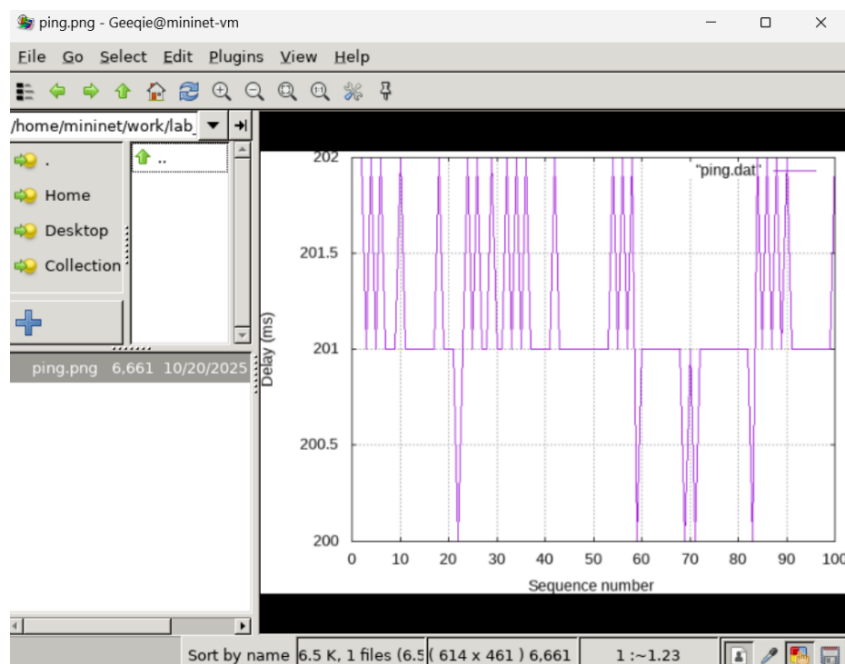 ping.png - Geeqie@mininet-vm
File Go Select Edit Plugins View Help
/home/mininet/work/lab_
.
..
Home
Desktop
Collection
ping.png 6,661 10/20/2025
"ping.dat"
202
201.5
201
200.5
200
Delay (ms)
0 10 20 30 40 50 60 70 80 90 100
Sequence number
Sort by name 6.5 K, 1 files (6.5 ( 614 x 461 ) 6,661 1 :~1.23